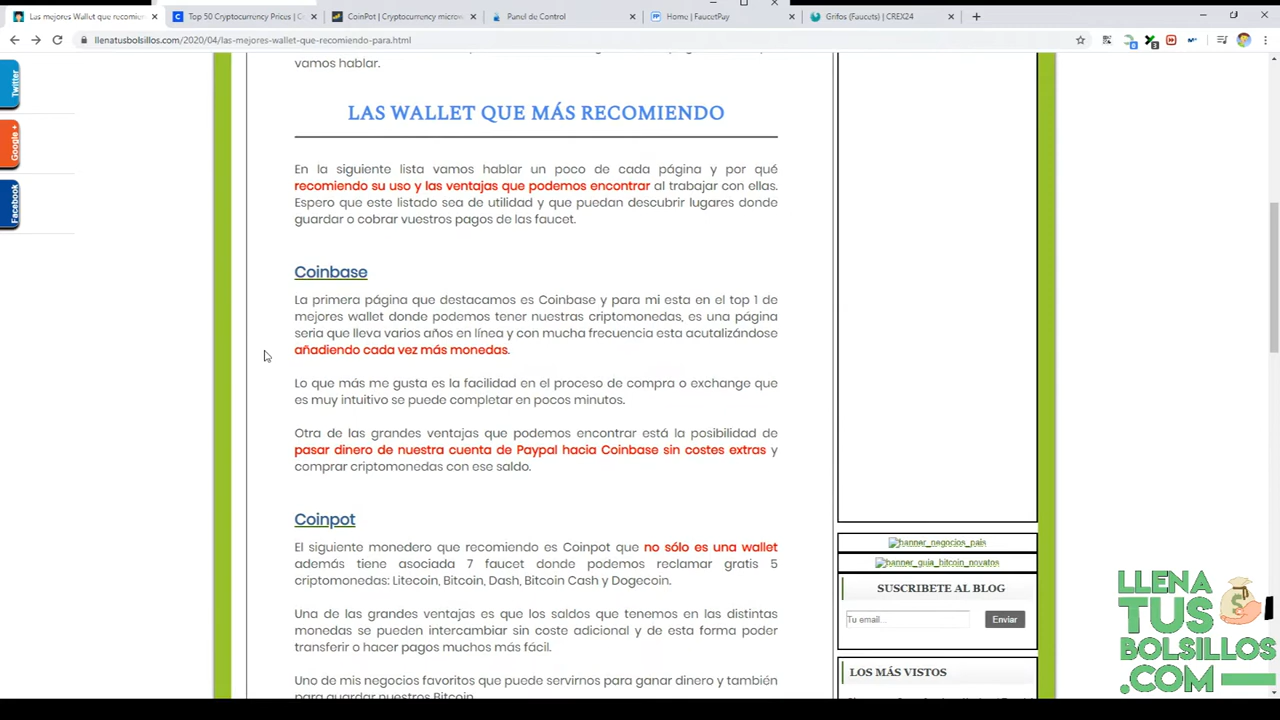 Las mejores Wallet que recomien
Top 50 Cryptocurrency Prices | Co
CoinPot | Cryptocurrency microw
Panel de Control
Home | FaucetPay
Grifos (Faucets) | CREX24
llenatusbolsillos.com/2020/04/las-mejores-wallet-que-recomiendo-para.html
Twitter
Google +
Facebook
vamos hablar.
LAS WALLET QUE MÁS RECOMIENDO
En la siguiente lista vamos hablar un poco de cada página y por qué
recomiendo su uso y las ventajas que podemos encontrar al trabajar con ellas.
Espero que este listado sea de utilidad y que puedan descubrir lugares donde
guardar o cobrar vuestros pagos de las faucet.
Coinbase
La primera página que destacamos es Coinbase y para mi esta en el top 1 de
mejores wallet donde podemos tener nuestras criptomonedas, es una página
seria que lleva varios años en línea y con mucha frecuencia esta acutalizándose
añadiendo cada vez más monedas.
Lo que más me gusta es la facilidad en el proceso de compra o exchange que
es muy intuitivo se puede completar en pocos minutos.
Otra de las grandes ventajas que podemos encontrar está la posibilidad de
pasar dinero de nuestra cuenta de Paypal hacia Coinbase sin costes extras y
comprar criptomonedas con ese saldo.
Coinpot
El siguiente monedero que recomiendo es Coinpot que no sólo es una wallet
además tiene asociada 7 faucet donde podemos reclamar gratis 5
criptomonedas: Litecoin, Bitcoin, Dash, Bitcoin Cash y Dogecoin.
Una de las grandes ventajas es que los saldos que tenemos en las distintas
monedas se pueden intercambiar sin coste adicional y de esta forma poder
transferir o hacer pagos muchos más fácil.
Uno de mis negocios favoritos que puede servirnos para ganar dinero y también
para guardar nuestros Bitcoin.
banner_negocios_pais
banner_guia_bitcoin_novatos
SUSCRIBETE AL BLOG
Tu email...
Enviar
LOS MÁS VISTOS
LLENA
TUS
BOLSILLOS
.COM